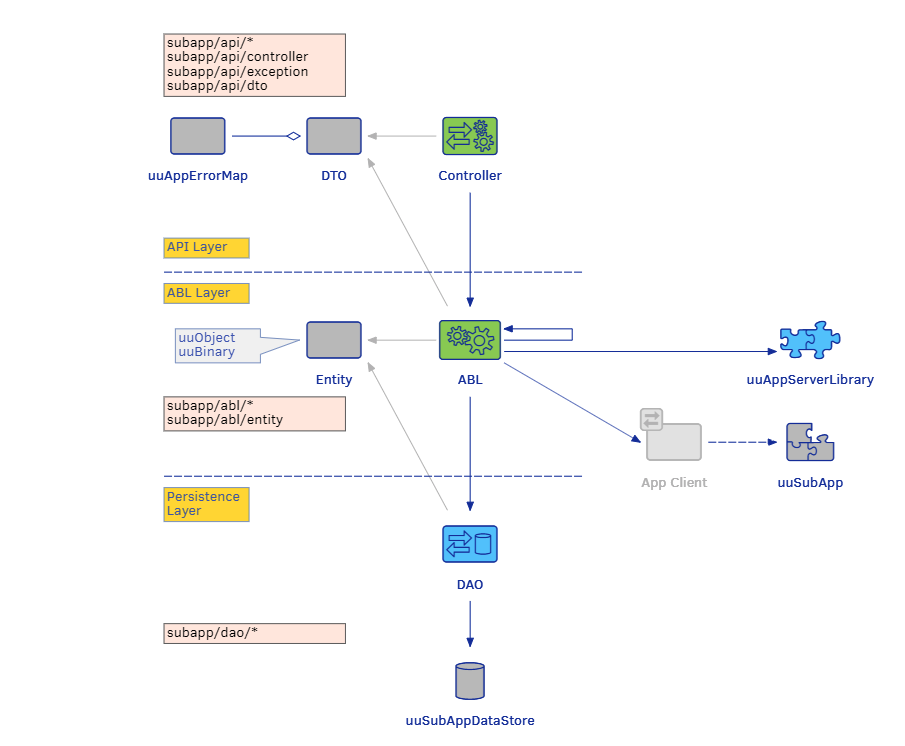 subapp/api/*
subapp/api/controller
subapp/api/exception
subapp/api/dto
uuAppErrorMap
DTO
Controller
API Layer
ABL Layer
uuObject
uuBinary
Entity
ABL
uuAppServerLibrary
subapp/abl/*
subapp/abl/entity
App Client
uuSubApp
Persistence
Layer
DAO
subapp/dao/*
uuSubAppDataStore